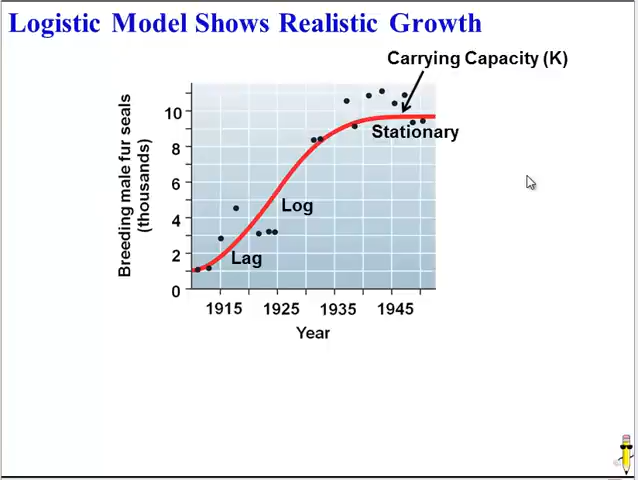 Logistic Model Shows Realistic Growth
Carrying Capacity (K)
Breeding male fur seals
(thousands)
10
8
6
4
2
0
Stationary
Log
Lag
1915 1925 1935 1945
Year